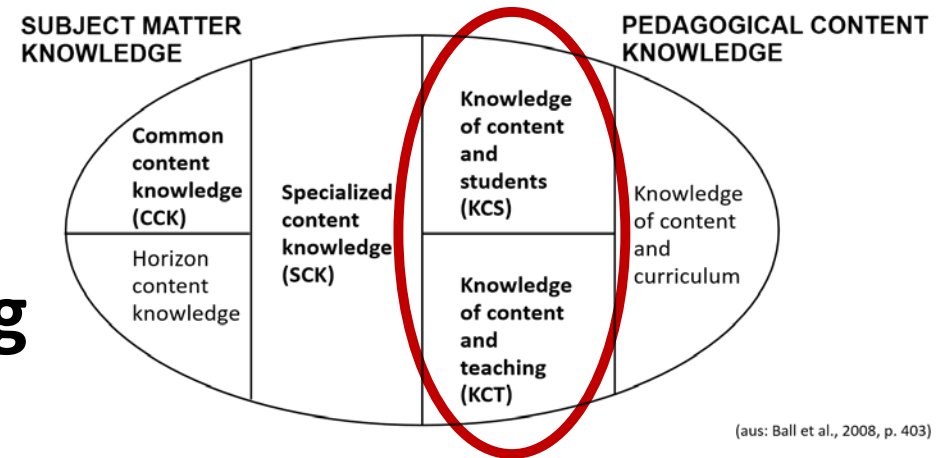 SUBJECT MATTER
KNOWLEDGE
PEDAGOGICAL CONTENT
KNOWLEDGE
Common
content
knowledge
(CCK)
Horizon
content
knowledge
Specialized
content
knowledge
(SCK)
Knowledge
of content
and
students
(KCS)
Knowledge
of content
and
teaching
(KCT)
Knowledge
of content
and
curriculum
g
(aus: Ball et al., 2008, p. 403)